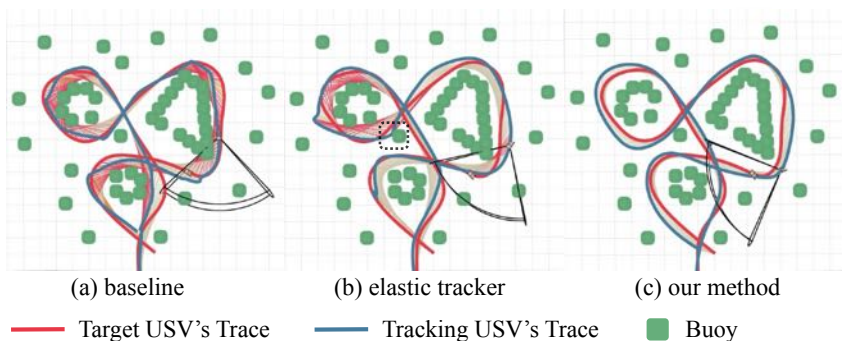 (a) baseline (b) elastic tracker (c) our method
Target USV's Trace Tracking USV's Trace Buoy